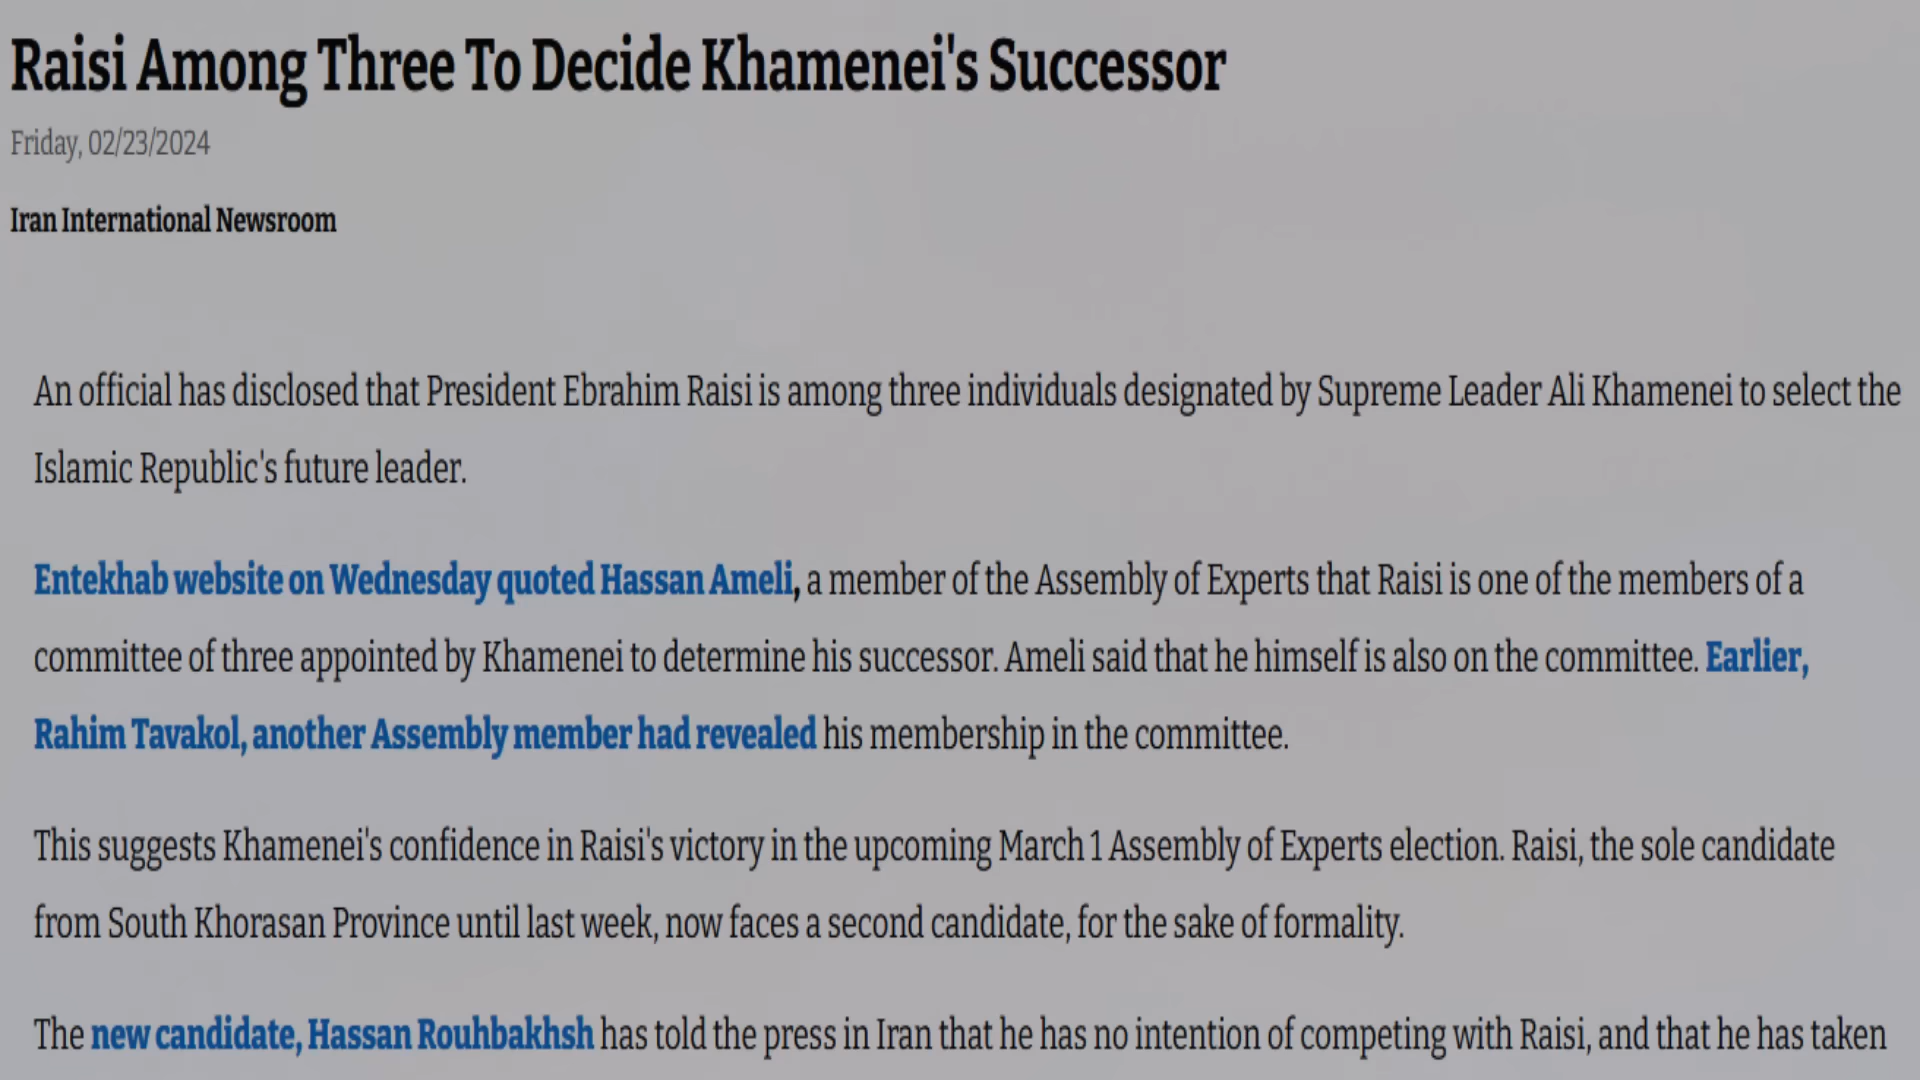 Raisi Among Three To Decide Khamenei's Successor
Friday, 02/23/2024
Iran International Newsroom
An official has disclosed that President Ebrahim Raisi is among three individuals designated by Supreme Leader Ali Khamenei to select the
Islamic Republic's future leader.
Entekhab website on Wednesday quoted Hassan Ameli, a member of the Assembly of Experts that Raisi is one of the members of a
committee of three appointed by Khamenei to determine his successor. Ameli said that he himself is also on the committee. Earlier,
Rahim Tavakol, another Assembly member had revealed his membership in the committee.
This suggests Khamenei's confidence in Raisi's victory in the upcoming March 1 Assembly of Experts election. Raisi, the sole candidate
from South Khorasan Province until last week, now faces a second candidate, for the sake of formality.
The new candidate, Hassan Rouhbakhsh has told the press in Iran that he has no intention of competing with Raisi, and that he has taken